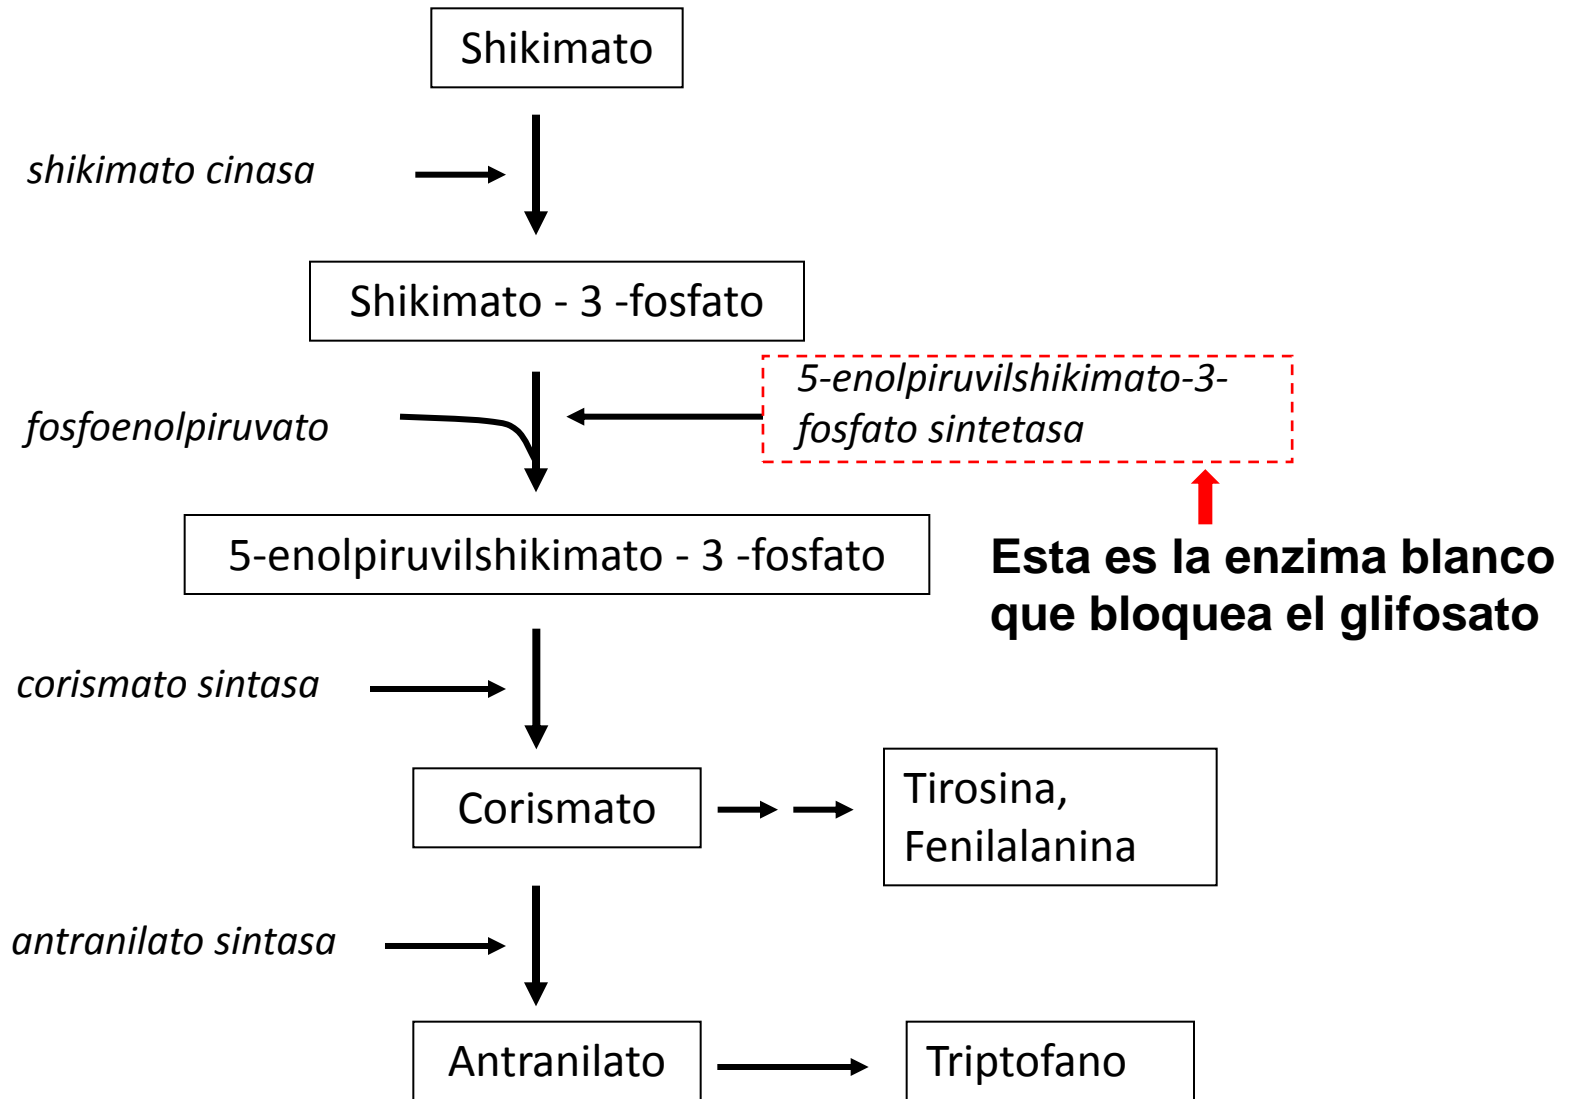 Shikimato
shikimato cinasa
Shikimato - 3 -fosfato
5-enolpiruvilshikimato-3-
fosfato sintetasa
fosfoenolpiruvato
5-enolpiruvilshikimato - 3 -fosfato
Esta es la enzima blanco
que bloquea el glifosato
corismato sintasa
Corismato
Tirosina,
Fenilalanina
antranilato sintasa
Antranilato
Triptofano